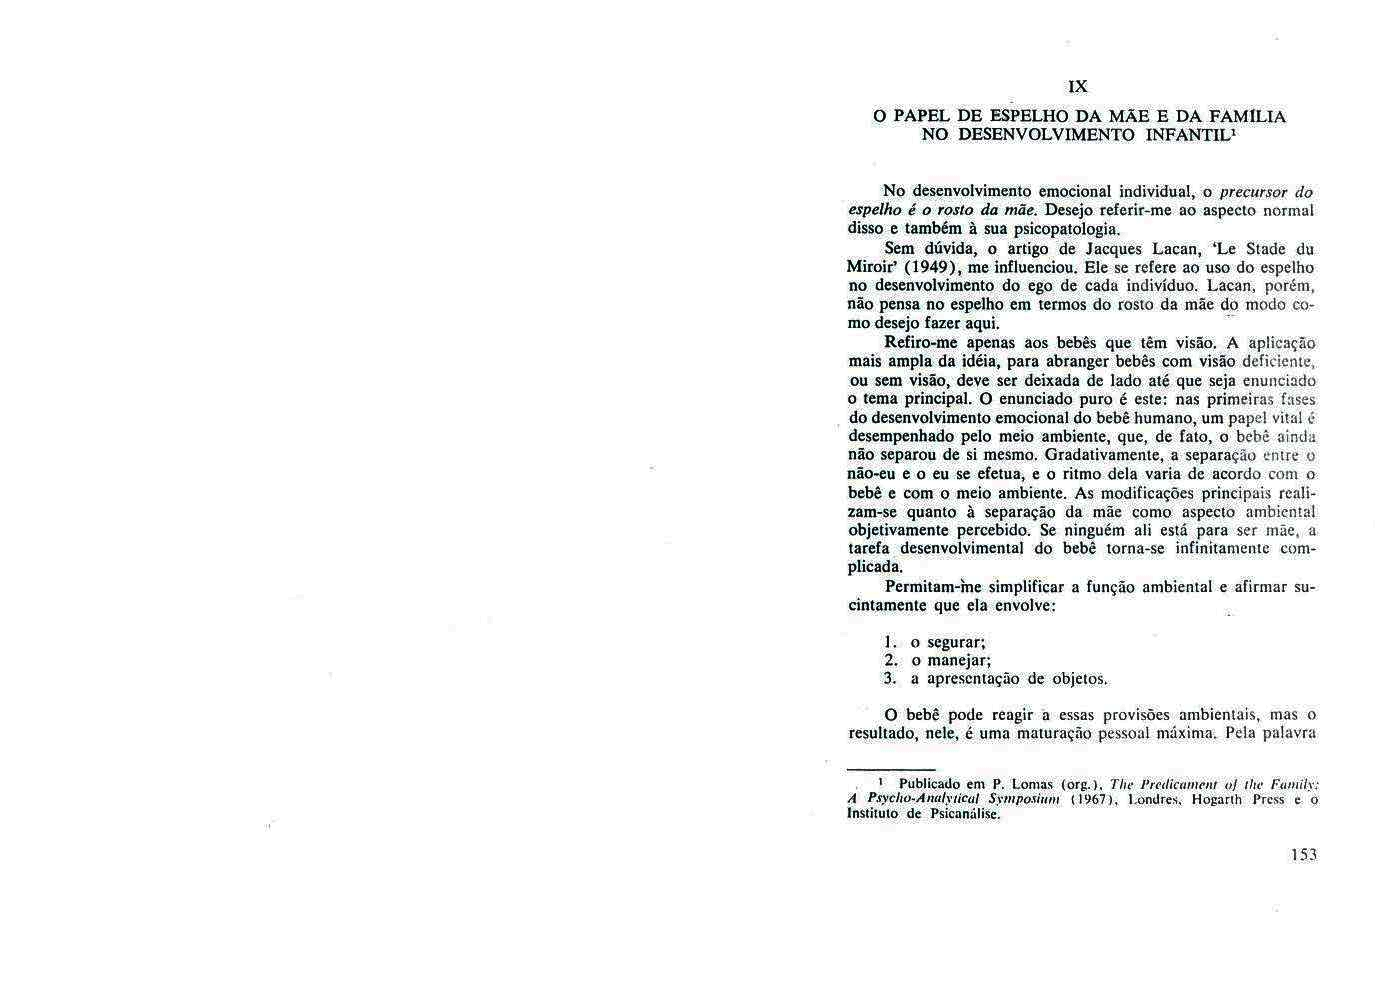 IX
O PAPEL DE ESPELHO DA MÃE E DA FAMÍLIA
NO DESENVOLVIMENTO INFANTIL¹
No desenvolvimento emocional individual, o precursor do
espelho é o rosto da mãe. Desejo referir-me ao aspecto normal
disso e também à sua psicopatologia.
Sem dúvida, o artigo de Jacques Lacan, ‘Le Stade du
Miroir’ (1949), me influenciou. Ele se refere ao uso do espelho
no desenvolvimento do ego de cada indivíduo. Lacan, porém,
não pensa no espelho em termos do rosto da mãe do modo co-
mo desejo fazer aqui.
Refiro-me apenas aos bebês que têm visão. A aplicação
mais ampla da idéia, para abranger bebês com visão deficiente,
ou sem visão, deve ser deixada de lado até que seja enunciado
o tema principal. O enunciado puro é este: nas primeiras fases
do desenvolvimento emocional do bebê humano, um papel vital é
desempenhado pelo meio ambiente, que, de fato, o bebê ainda
não separou de si mesmo. Gradativamente, a separação entre o
não-eu e o eu se efetua, e o ritmo dela varia de acordo com o
bebê e com o meio ambiente. As modificações principais reali-
zam-se quanto à separação da mãe como aspecto ambiental
objetivamente percebido. Se ninguém ali está para ser mãe, a
tarefa desenvolvimental do bebê torna-se infinitamente com-
plicada.
Permitam-me simplificar a função ambiental e afirmar su-
cintamente que ela envolve:
1. o segurar;
2. o manejar;
3. a apresentação de objetos.
O bebê pode reagir a essas provisões ambientais, mas o
resultado, nele, é uma maturação pessoal máxima. Pela palavra
¹ Publicado em P. Lomas (org.), The Predicament of the Family:
A Psycho-Analytical Symposium (1967), Londres, Hogarth Press e o
Instituto de Psicanálise.
153